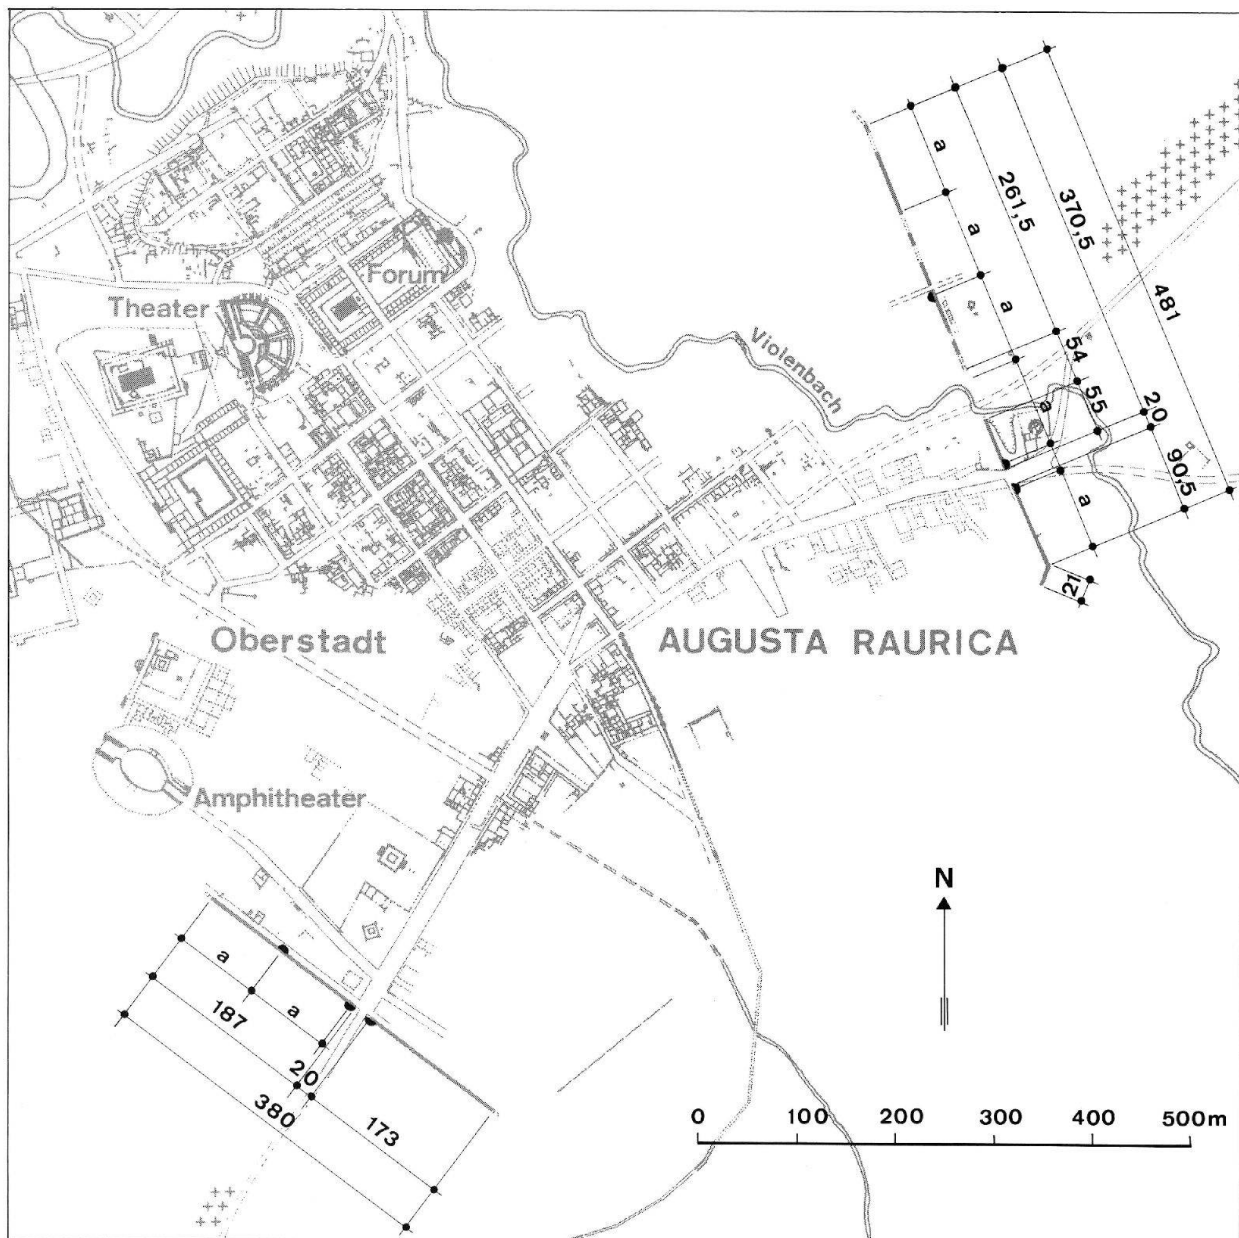 a
261,5
370,5
481
a
Forum
Theater
a
Violenbach
54
55
20
a
90,5
a
21
Oberstadt
AUGUSTA RAURICA
Amphitheater
N
a
187
a
20
380
173
0 100 200 300 400 500m